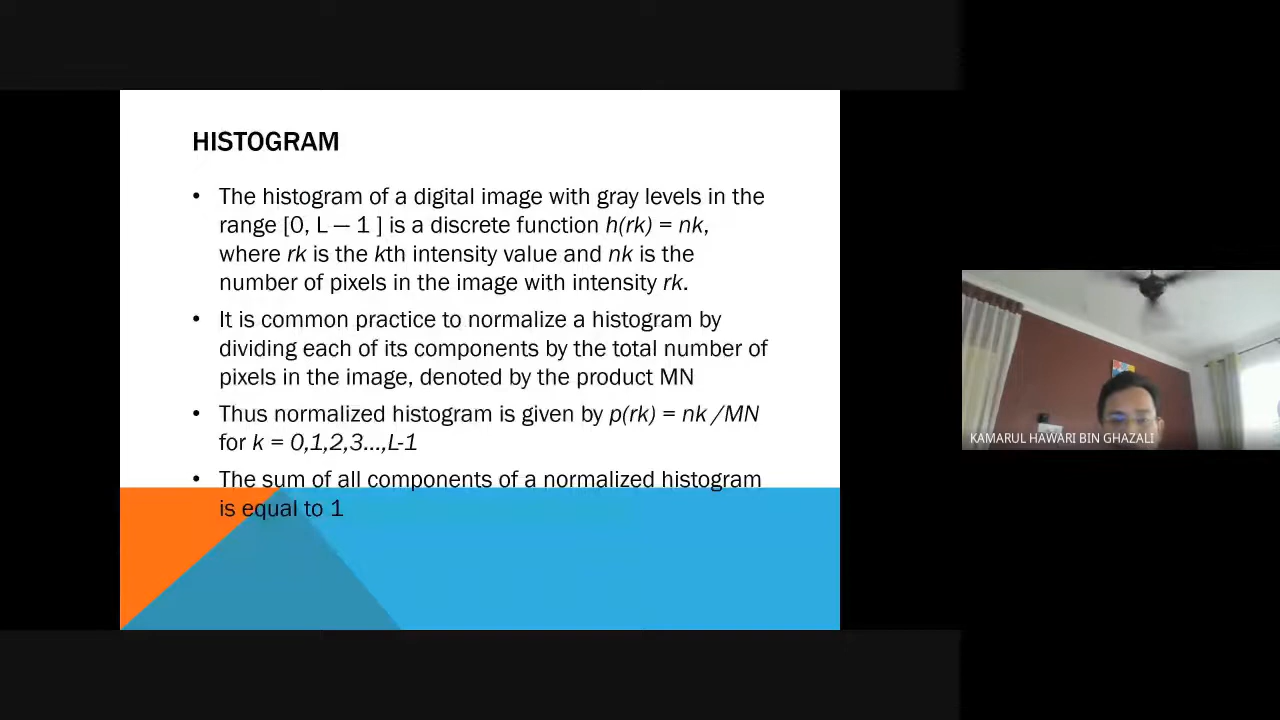 HISTOGRAM
• The histogram of a digital image with gray levels in the
range [0, L — 1 ] is a discrete function h(rk) = nk,
where rk is the kth intensity value and nk is the
number of pixels in the image with intensity rk.
• It is common practice to normalize a histogram by
dividing each of its components by the total number of
pixels in the image, denoted by the product MN
• Thus normalized histogram is given by p(rk) = nk /MN
for k = 0,1,2,3...,L-1
• The sum of all components of a normalized histogram
is equal to 1
KAMARUL HAWARI BIN GHAZALI